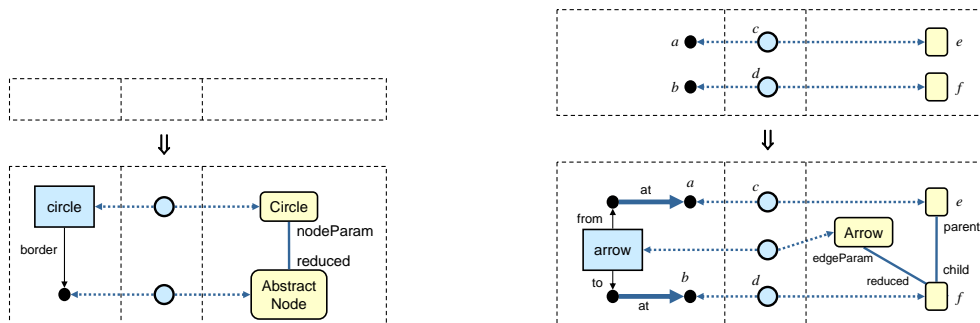 ⇓
circle
border
Circle
nodeParam
reduced
Abstract
Node
a
c
e
b
d
f
⇓
at
a
c
e
from
arrow
Arrow
parent
edgeParam
to
b
d
reduced
child
f
at